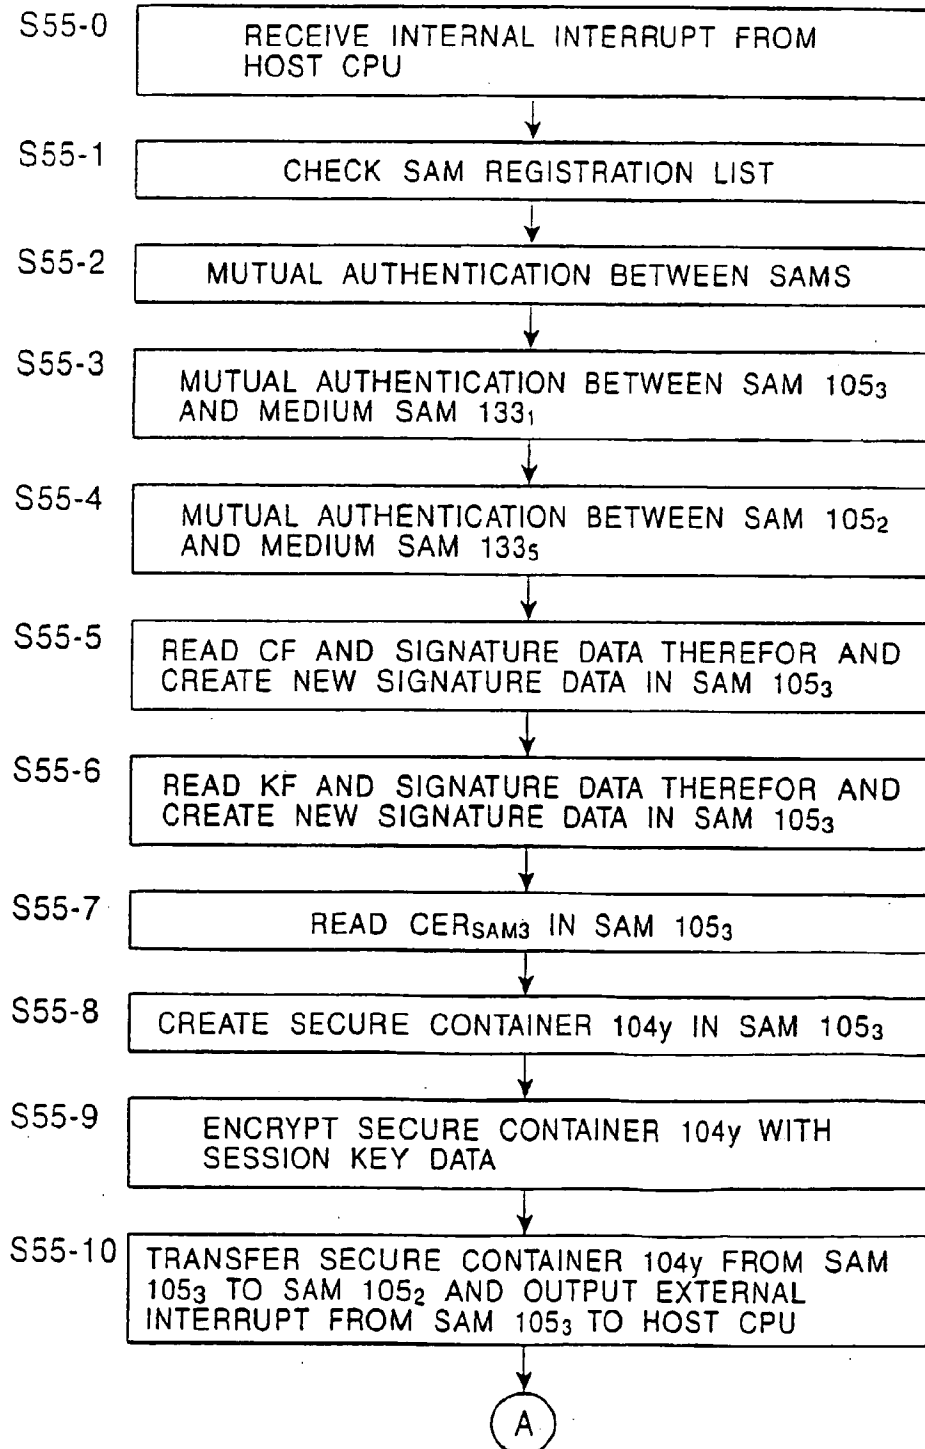 S55-0
RECEIVE INTERNAL INTERRUPT FROM
HOST CPU
S55-1
CHECK SAM REGISTRATION LIST
S55-2
MUTUAL AUTHENTICATION BETWEEN SAMS
S55-3
MUTUAL AUTHENTICATION BETWEEN SAM 105₃
AND MEDIUM SAM 133₁
S55-4
MUTUAL AUTHENTICATION BETWEEN SAM 105₂
AND MEDIUM SAM 133₅
S55-5
READ CF AND SIGNATURE DATA THEREFOR AND
CREATE NEW SIGNATURE DATA IN SAM 105₃
S55-6
READ KF AND SIGNATURE DATA THEREFOR AND
CREATE NEW SIGNATURE DATA IN SAM 105₃
S55-7
READ CER_SAM3 IN SAM 105₃
S55-8
CREATE SECURE CONTAINER 104y IN SAM 105₃
S55-9
ENCRYPT SECURE CONTAINER 104y WITH
SESSION KEY DATA
S55-10
TRANSFER SECURE CONTAINER 104y FROM SAM
105₃ TO SAM 105₂ AND OUTPUT EXTERNAL
INTERRUPT FROM SAM 105₃ TO HOST CPU
A